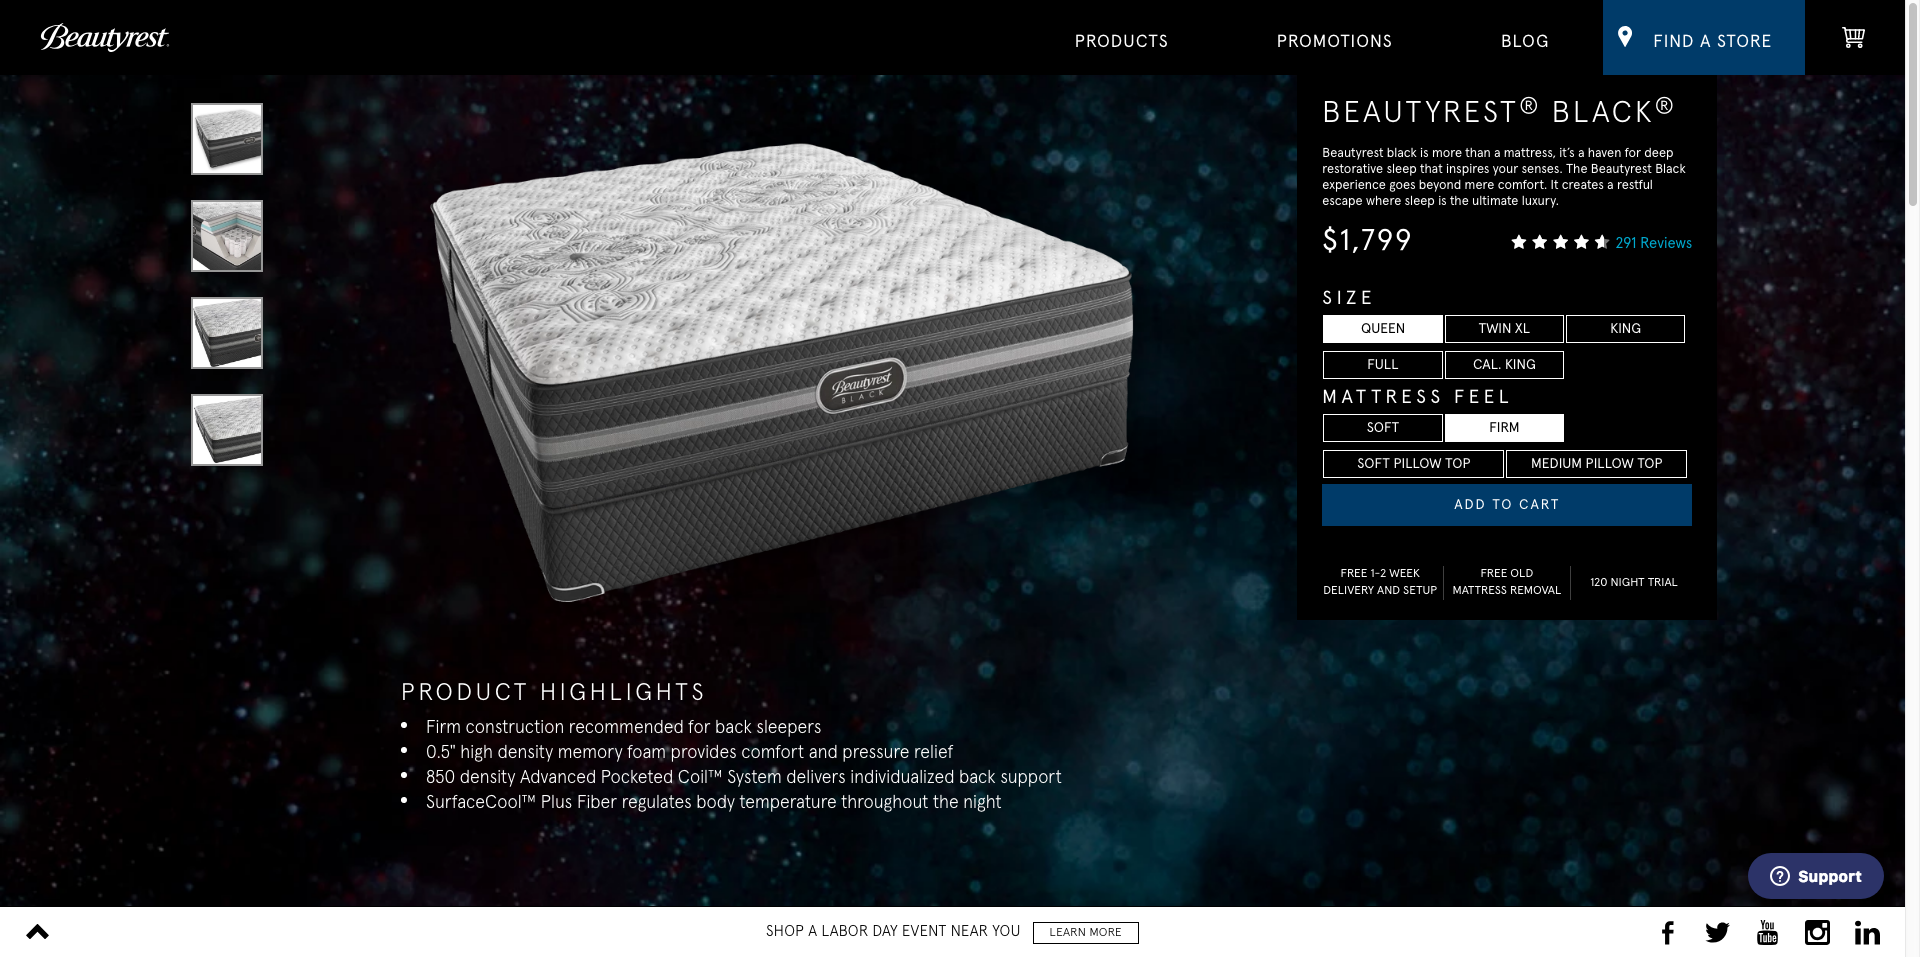 Beautyrest®
PRODUCTS
PROMOTIONS
BLOG
FIND A STORE
BEAUTYREST® BLACK®
Beautyrest black is more than a mattress, it’s a haven for deep
restorative sleep that inspires your senses. The Beautyrest Black
experience goes beyond mere comfort. It creates a restful
escape where sleep is the ultimate luxury.
$1,799
291 Reviews
SIZE
QUEEN
TWIN XL
KING
FULL
CAL. KING
MATTRESS FEEL
SOFT
FIRM
SOFT PILLOW TOP
MEDIUM PILLOW TOP
ADD TO CART
FREE 1-2 WEEK
DELIVERY AND SETUP
FREE OLD
MATTRESS REMOVAL
120 NIGHT TRIAL
Beautyrest
BLACK
PRODUCT HIGHLIGHTS
• Firm construction recommended for back sleepers
• 0.5" high density memory foam provides comfort and pressure relief
• 850 density Advanced Pocketed Coil™ System delivers individualized back support
• SurfaceCool™ Plus Fiber regulates body temperature throughout the night
? Support
SHOP A LABOR DAY EVENT NEAR YOU
LEARN MORE
f
You
Tube
in